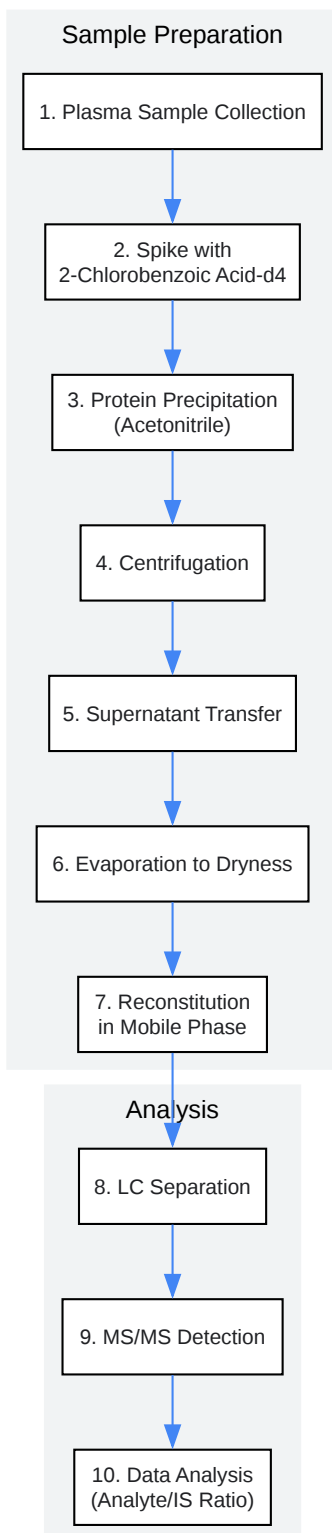 Sample Preparation
1. Plasma Sample Collection
2. Spike with
2-Chlorobenzoic Acid-d4
3. Protein Precipitation
(Acetonitrile)
4. Centrifugation
5. Supernatant Transfer
6. Evaporation to Dryness
7. Reconstitution
in Mobile Phase
Analysis
8. LC Separation
9. MS/MS Detection
10. Data Analysis
(Analyte/IS Ratio)